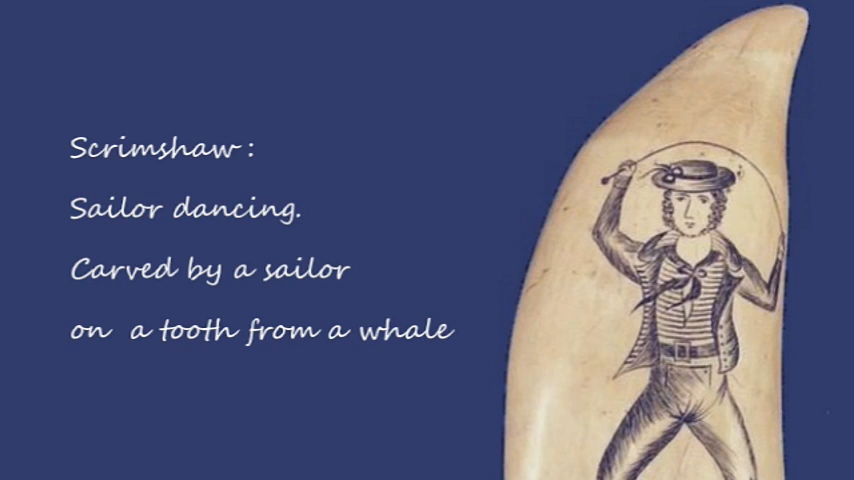 Scrimshaw :
Sailor dancing.
Carved by a sailor
on a tooth from a whale